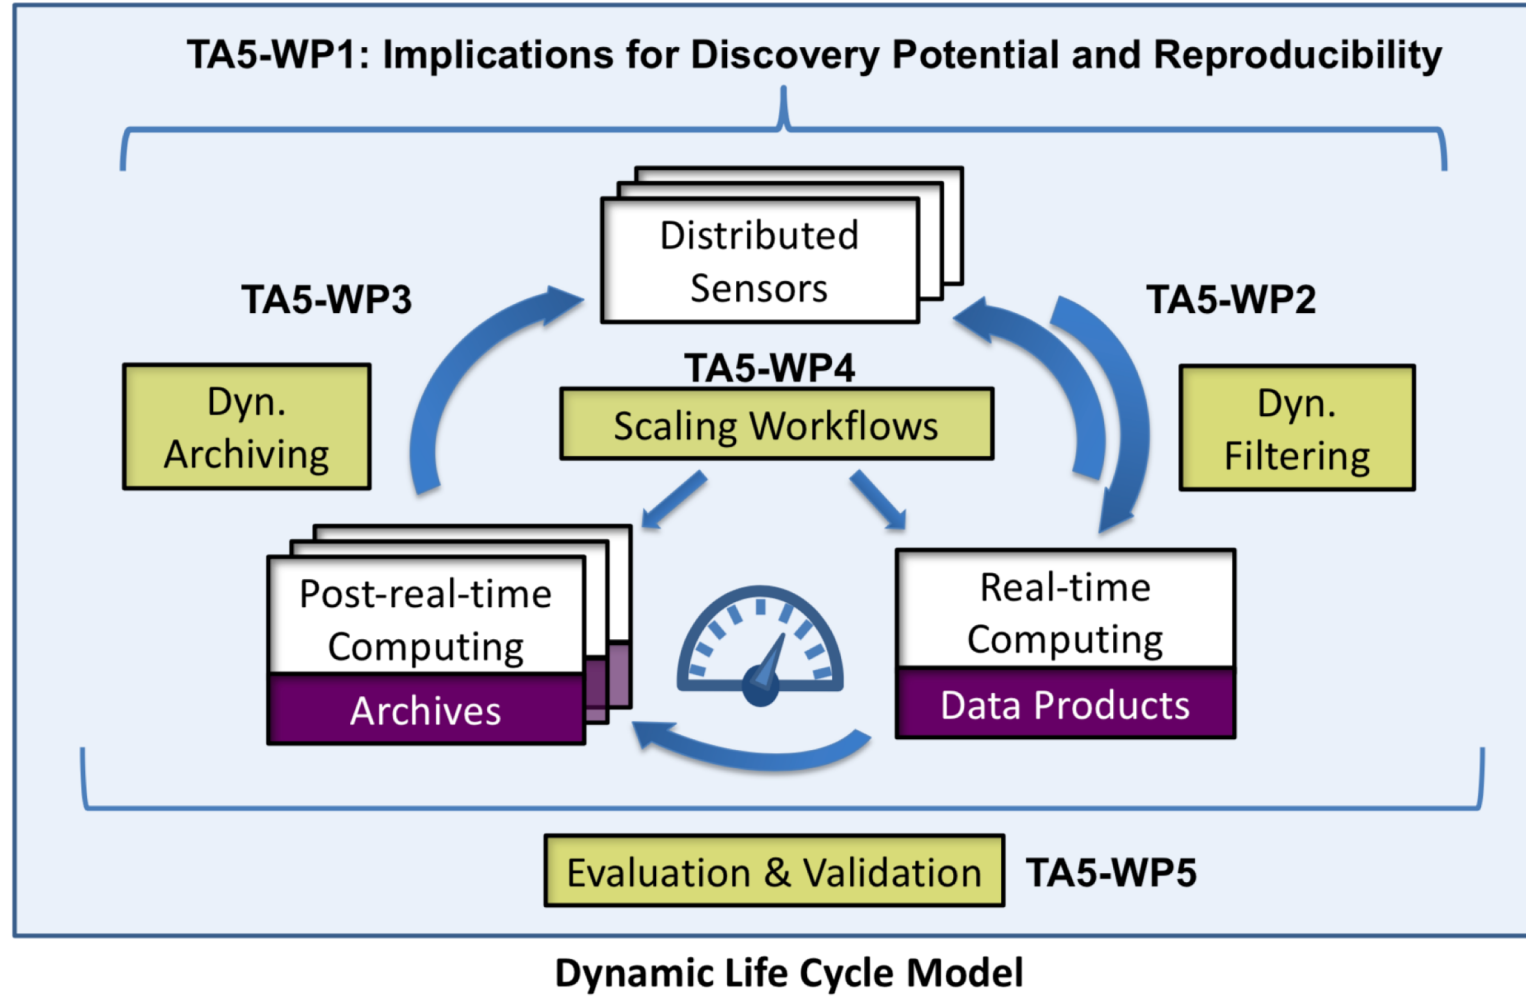 TA5-WP1: Implications for Discovery Potential and Reproducibility
Distributed
Sensors
TA5-WP3
TA5-WP2
TA5-WP4
Dyn.
Archiving
Scaling Workflows
Dyn.
Filtering
Post-real-time
Computing
Archives
Real-time
Computing
Data Products
Evaluation & Validation
TA5-WP5
Dynamic Life Cycle Model